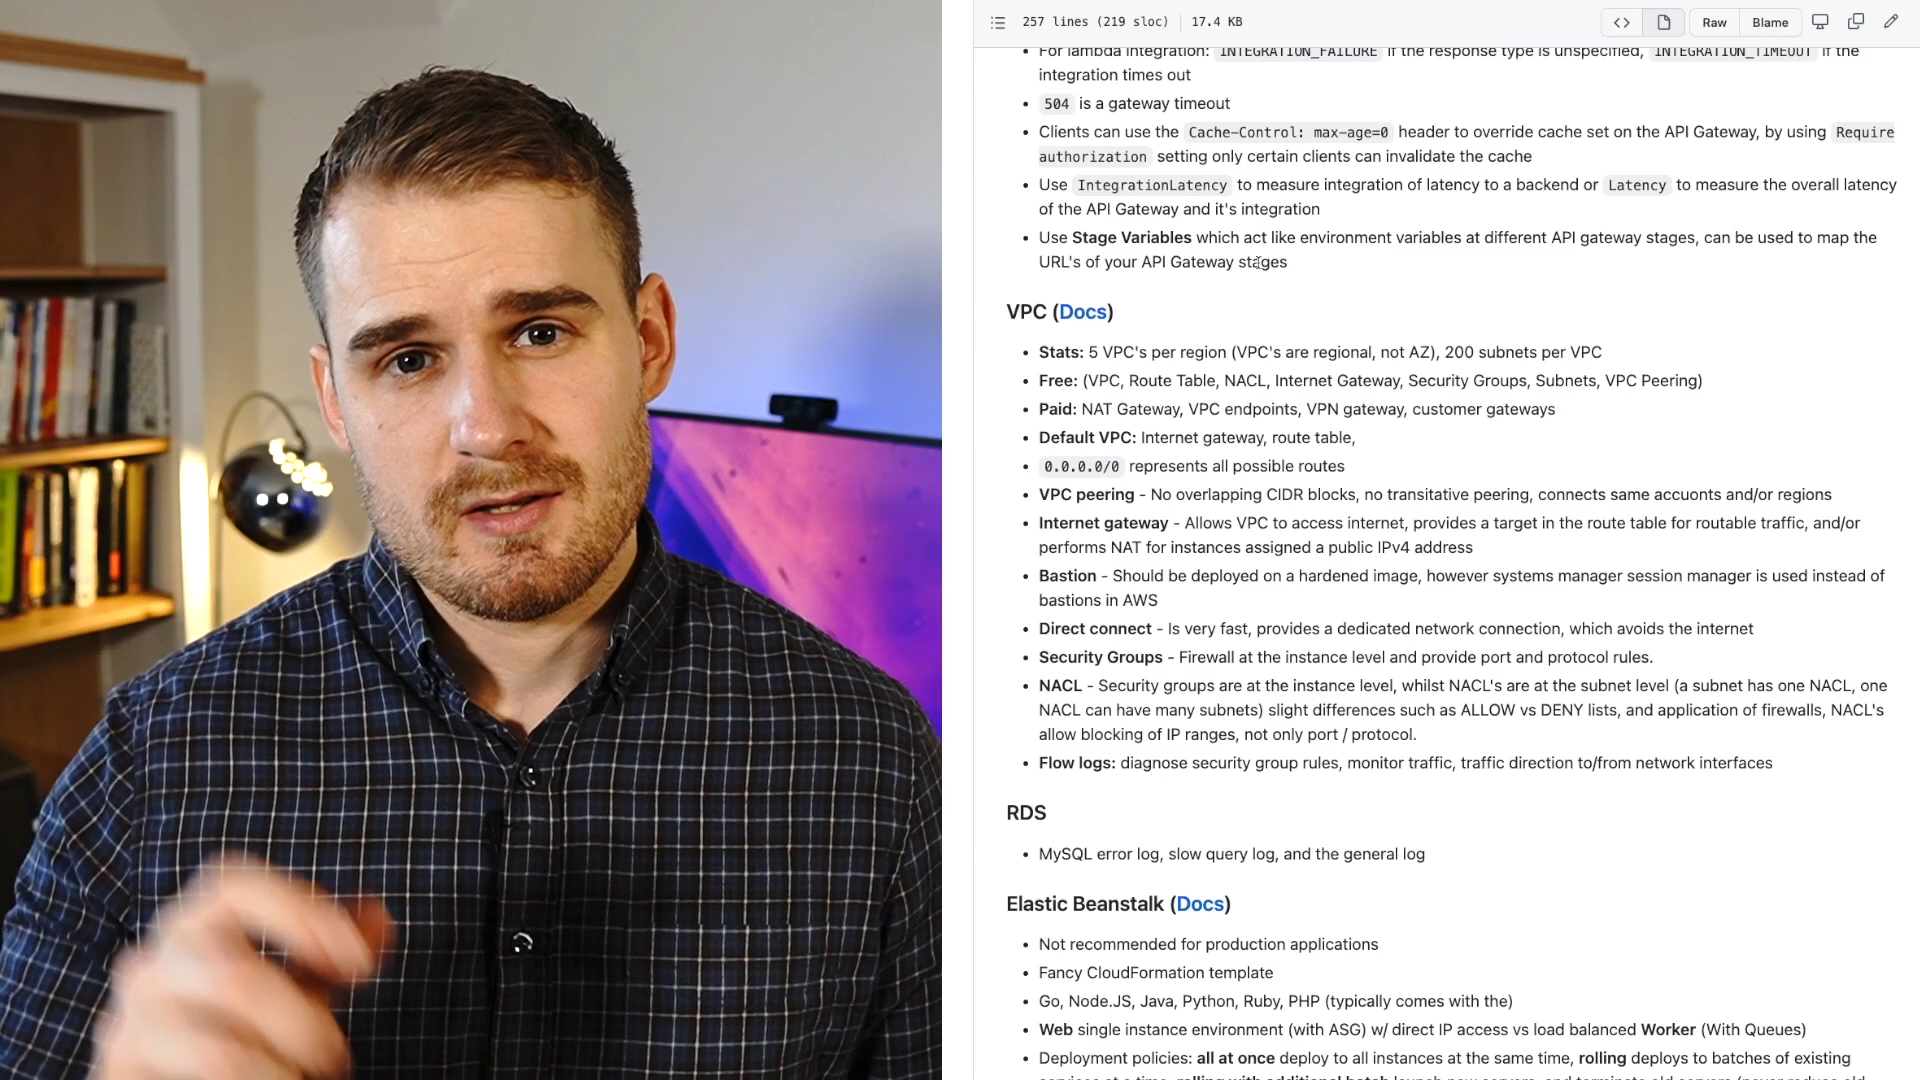 257 lines (219 sloc) 17.4 KB
Raw Blame
For lambda integration: INTEGRATION_FAILURE if the response type is unspecified, INTEGRATION_TIMEOUT if the
integration times out
504 is a gateway timeout
Clients can use the Cache-Control: max-age=0 header to override cache set on the API Gateway, by using Require
authorization setting only certain clients can invalidate the cache
Use IntegrationLatency to measure integration of latency to a backend or Latency to measure the overall latency
of the API Gateway and it's integration
Use Stage Variables which act like environment variables at different API gateway stages, can be used to map the
URL's of your API Gateway stages
VPC (Docs)
Stats: 5 VPC's per region (VPC's are regional, not AZ), 200 subnets per VPC
Free: (VPC, Route Table, NACL, Internet Gateway, Security Groups, Subnets, VPC Peering)
Paid: NAT Gateway, VPC endpoints, VPN gateway, customer gateways
Default VPC: Internet gateway, route table,
0.0.0.0/0 represents all possible routes
VPC peering - No overlapping CIDR blocks, no transitative peering, connects same accuonts and/or regions
Internet gateway - Allows VPC to access internet, provides a target in the route table for routable traffic, and/or
performs NAT for instances assigned a public IPv4 address
Bastion - Should be deployed on a hardened image, however systems manager session manager is used instead of
bastions in AWS
Direct connect - Is very fast, provides a dedicated network connection, which avoids the internet
Security Groups - Firewall at the instance level and provide port and protocol rules.
NACL - Security groups are at the instance level, whilst NACL's are at the subnet level (a subnet has one NACL, one
NACL can have many subnets) slight differences such as ALLOW vs DENY lists, and application of firewalls, NACL's
allow blocking of IP ranges, not only port / protocol.
Flow logs: diagnose security group rules, monitor traffic, traffic direction to/from network interfaces
RDS
MySQL error log, slow query log, and the general log
Elastic Beanstalk (Docs)
Not recommended for production applications
Fancy CloudFormation template
Go, Node.JS, Java, Python, Ruby, PHP (typically comes with the)
Web single instance environment (with ASG) w/ direct IP access vs load balanced Worker (With Queues)
Deployment policies: all at once deploy to all instances at the same time, rolling deploys to batches of existing